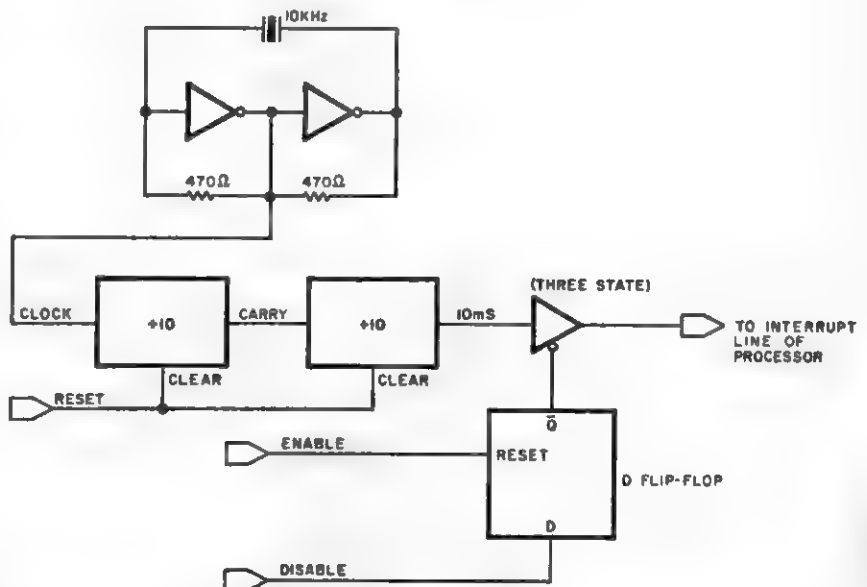 10KHz
470Ω 470Ω
(THREE STATE)
CLOCK ÷10 CARRY ÷10 10mS
TO INTERRUPT
LINE OF
PROCESSOR
CLEAR CLEAR
RESET
Q̅
ENABLE RESET
D FLIP-FLOP
D
DISABLE